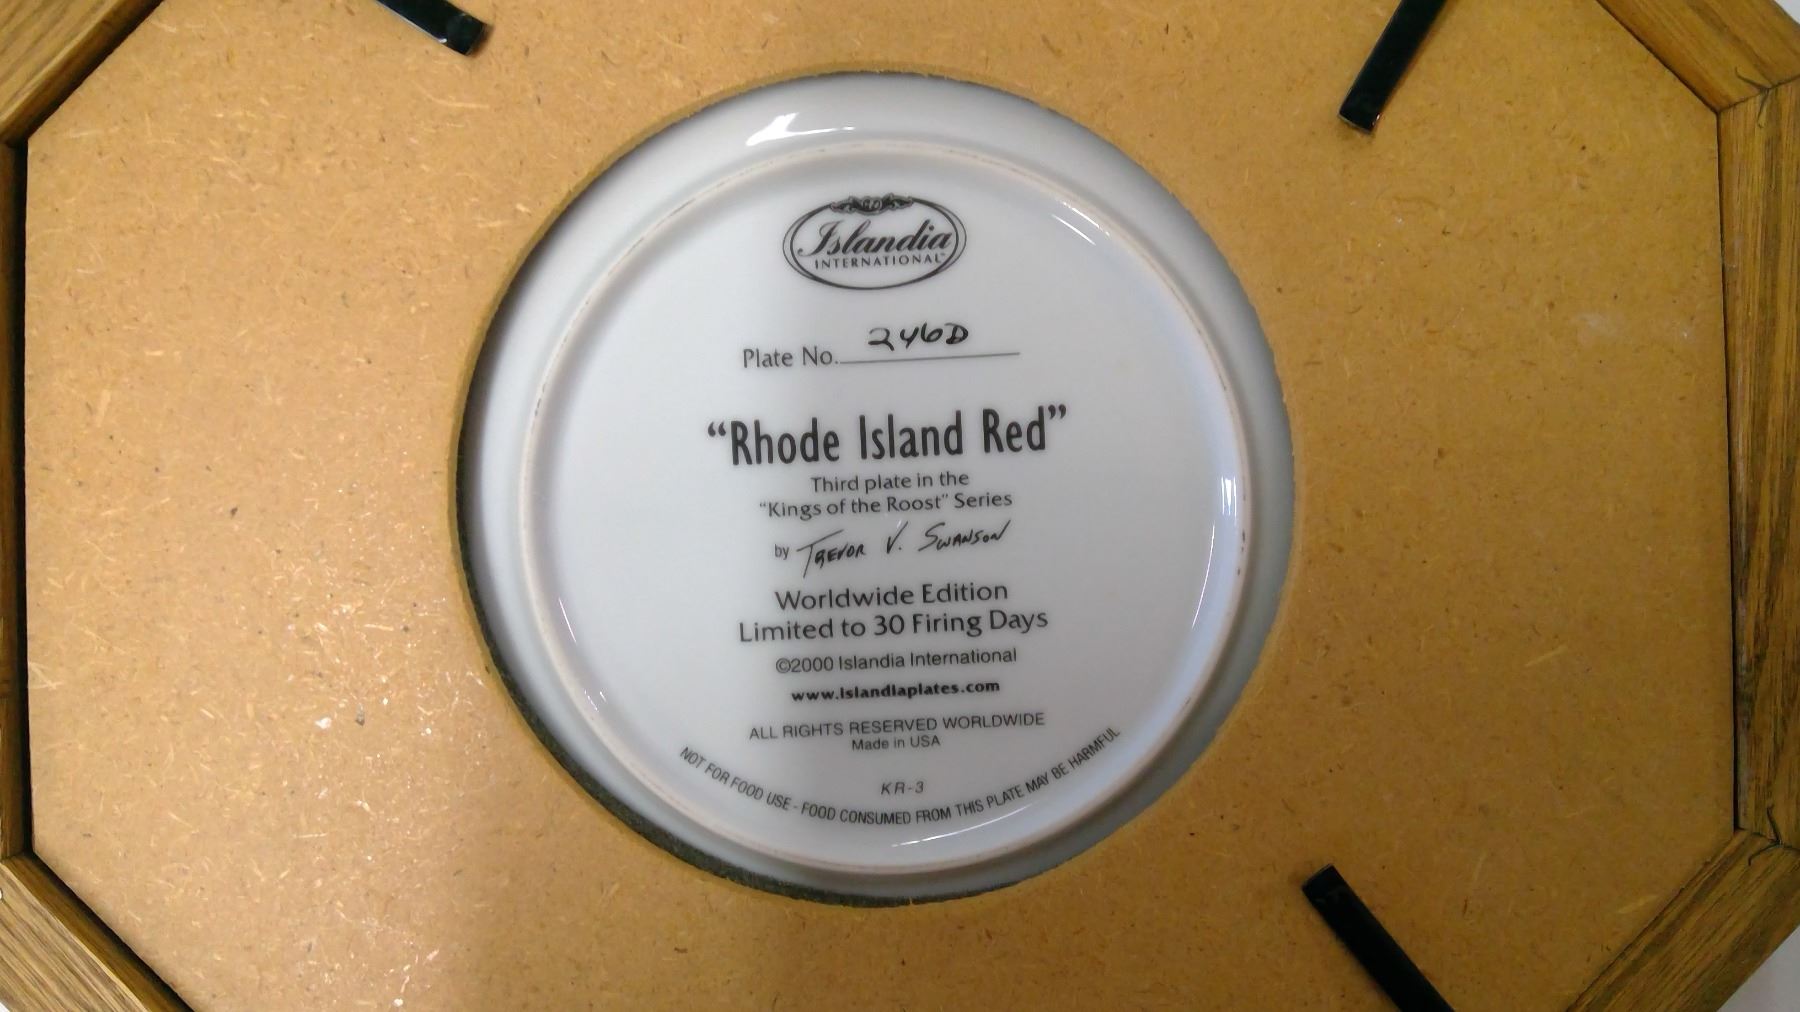 Islandia
INTERNATIONAL™
Plate No. 246D
“Rhode Island Red”
Third plate in the
“Kings of the Roost” Series
by TREVOR V. SWANSON
Worldwide Edition
Limited to 30 Firing Days
©2000 Islandia International
www.islandiaplates.com
ALL RIGHTS RESERVED WORLDWIDE
Made in USA
KR-3
NOT FOR FOOD USE - FOOD CONSUMED FROM THIS PLATE MAY BE HARMFUL